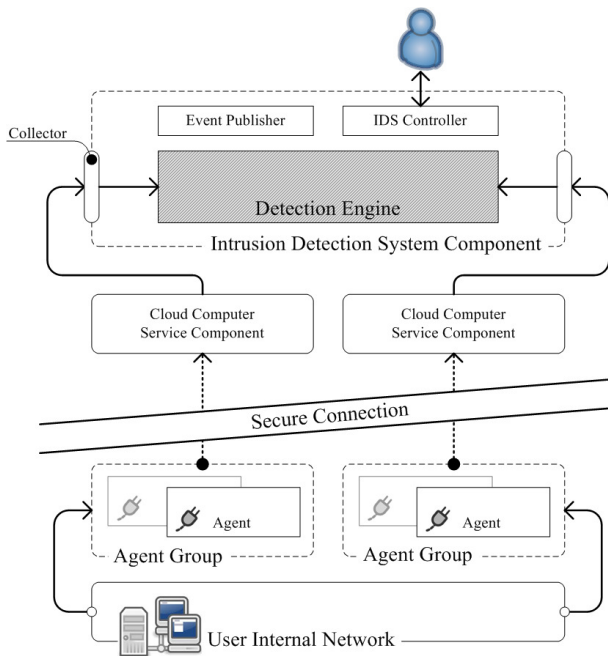 Event Publisher
IDS Controller
Collector
Detection Engine
Intrusion Detection System Component
Cloud Computer
Service Component
Cloud Computer
Service Component
Secure Connection
Agent
Agent Group
Agent
Agent Group
User Internal Network